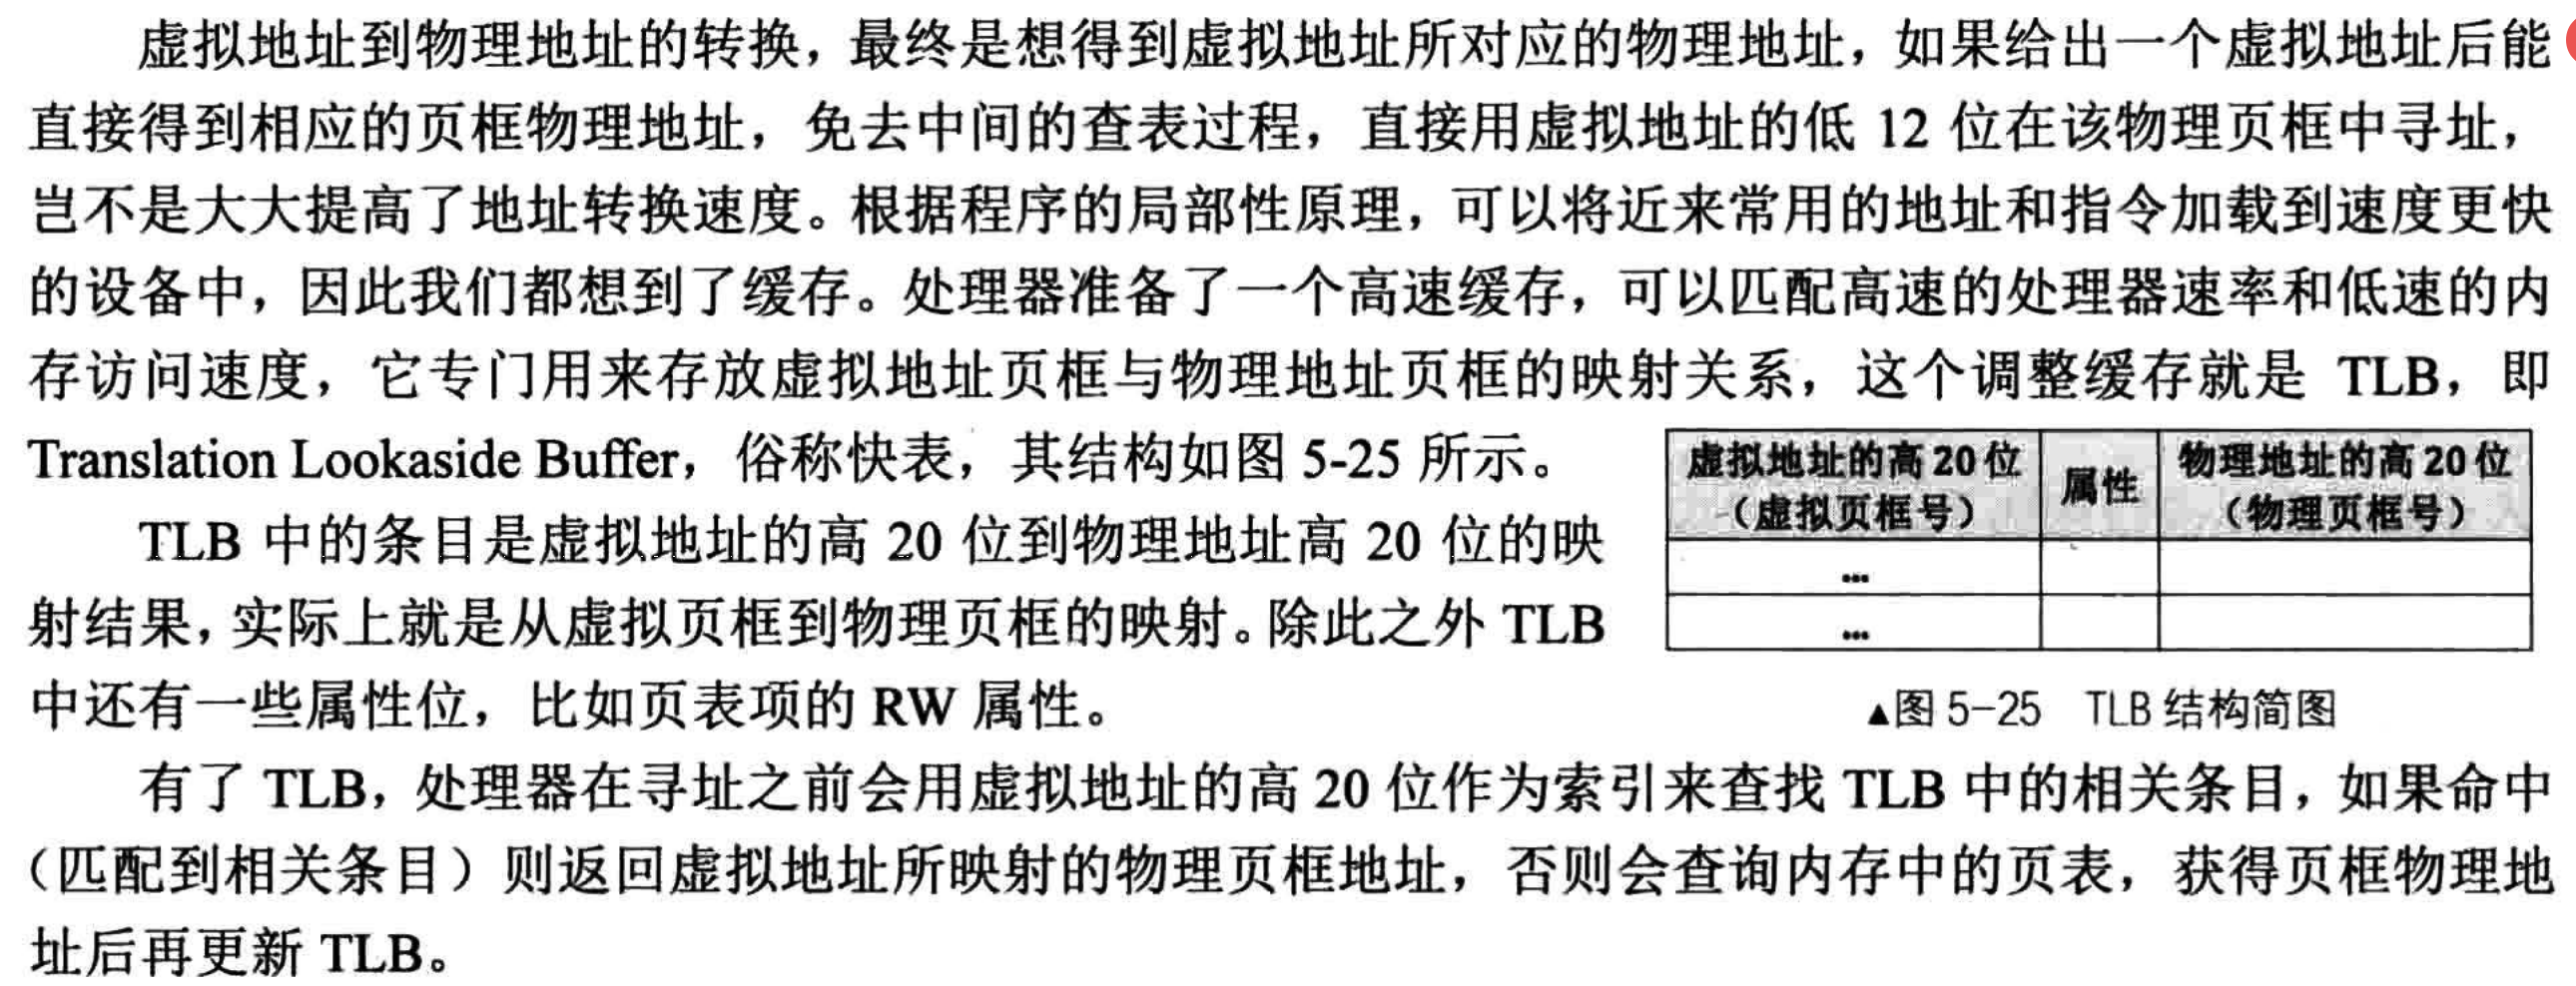 虚拟地址到物理地址的转换，最终是想得到虚拟地址所对应的物理地址，如果给出一个虚拟地址后能
直接得到相应的页框物理地址，免去中间的查表过程，直接用虚拟地址的低 12 位在该物理页框中寻址，
岂不是大大提高了地址转换速度。根据程序的局部性原理，可以将近来常用的地址和指令加载到速度更快
的设备中，因此我们都想到了缓存。处理器准备了一个高速缓存，可以匹配高速的处理器速率和低速的内
存访问速度，它专门用来存放虚拟地址页框与物理地址页框的映射关系，这个调整缓存就是 TLB，即
Translation Lookaside Buffer，俗称快表，其结构如图 5-25 所示。
TLB 中的条目是虚拟地址的高 20 位到物理地址高 20 位的映
射结果，实际上就是从虚拟页框到物理页框的映射。除此之外 TLB
中还有一些属性位，比如页表项的 RW 属性。
虚拟地址的高 20 位
（虚拟页框号）
属性
物理地址的高 20 位
（物理页框号）
...
...
▲图 5-25 TLB 结构简图
有了 TLB，处理器在寻址之前会用虚拟地址的高 20 位作为索引来查找 TLB 中的相关条目，如果命中
（匹配到相关条目）则返回虚拟地址所映射的物理页框地址，否则会查询内存中的页表，获得页框物理地
址后再更新 TLB。